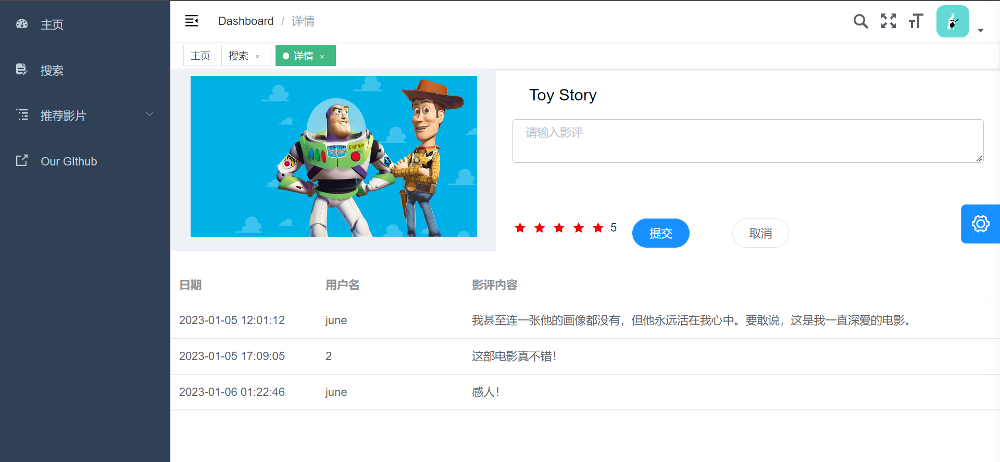 主页
搜索
推荐影片
Our GIthub
Dashboard / 详情
主页
搜索 ×
详情 ×
Toy Story
请输入影评
5
提交
取消
日期 用户名 影评内容
2023-01-05 12:01:12 june 我甚至连一张他的画像都没有，但他永远活在我心中。要敢说，这是我一直深爱的电影。
2023-01-05 17:09:05 2 这部电影真不错！
2023-01-06 01:22:46 june 感人！